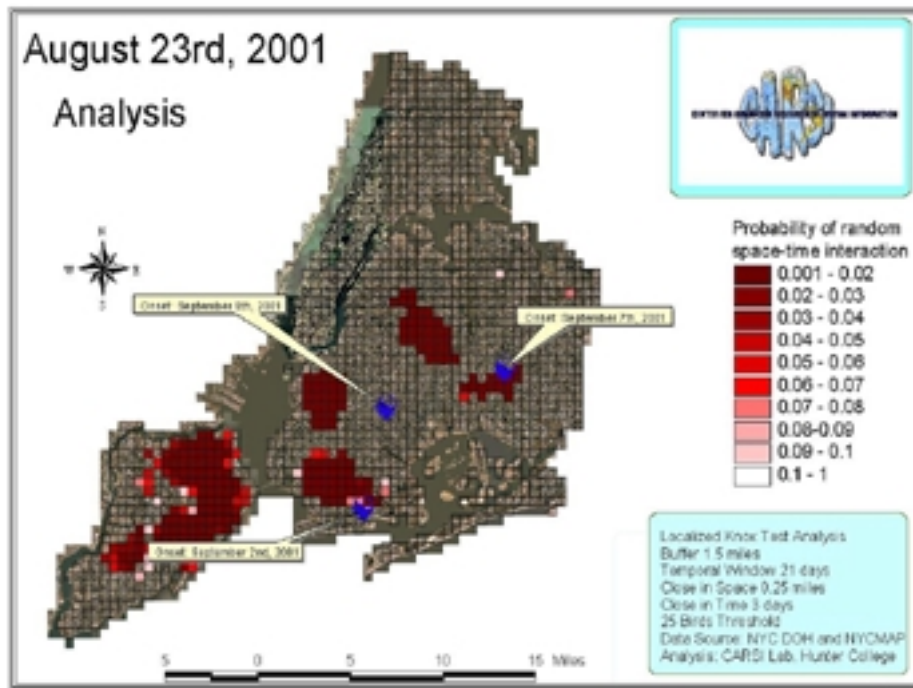 August 23rd, 2001
Analysis
N
W E
S
Onset: September 7th, 2001
Onset: September 2nd, 2001
Onset: September 2001
Probability of random
space-time interaction
0.001 - 0.02
0.02 - 0.03
0.03 - 0.04
0.04 - 0.05
0.05 - 0.06
0.06 - 0.07
0.07 - 0.08
0.08-0.09
0.09 - 0.1
0.1 - 1
Localized Knox Test Analysis
Buffer 1.5 miles
Temporal Window 21 days
Close in Space 0.25 miles
Close in Time 3 days
25 Birds Threshold
Data Source: NYC DOH and NYCMAP
Analysis: CARSI Lab. Hunter College
5 0 5 10 15 Miles